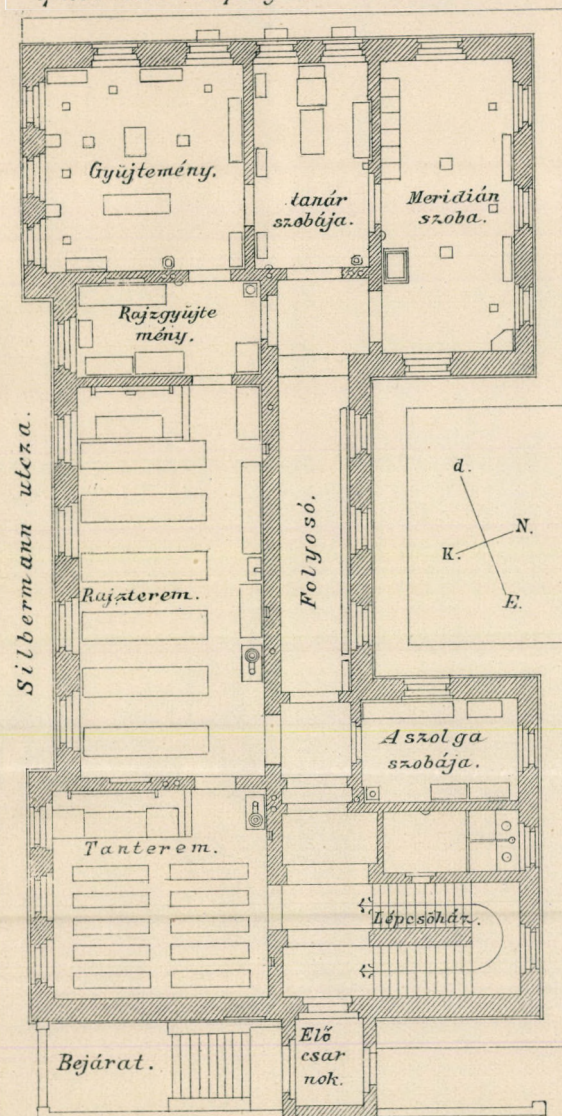 Gyűjtemény.
tanár
szobája.
Meridián
szoba.
Rajzgyűjte
mény.
Silbermann utcza.
Rajzterem.
Folyosó.
d.
N.
K.
E.
A szolga
szobája.
Tanterem.
Lépcsőház.
Bejárat.
Elő
csar
nok.